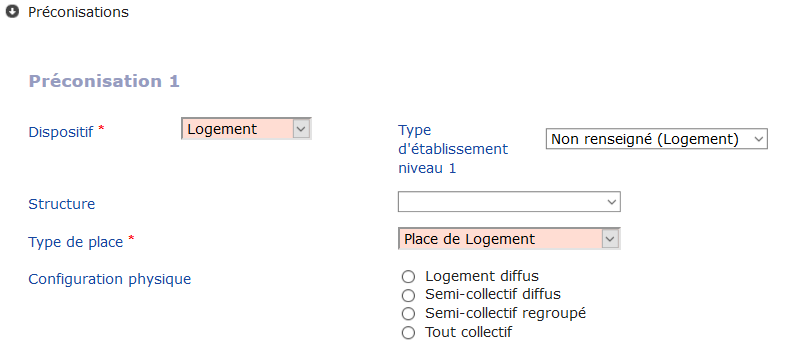 Préconisations
Préconisation 1
Dispositif *
Logement
Type
d'établissement
niveau 1
Non renseigné (Logement)
Structure
Type de place *
Place de Logement
Configuration physique
Logement diffus
Semi-collectif diffus
Semi-collectif regroupé
Tout collectif